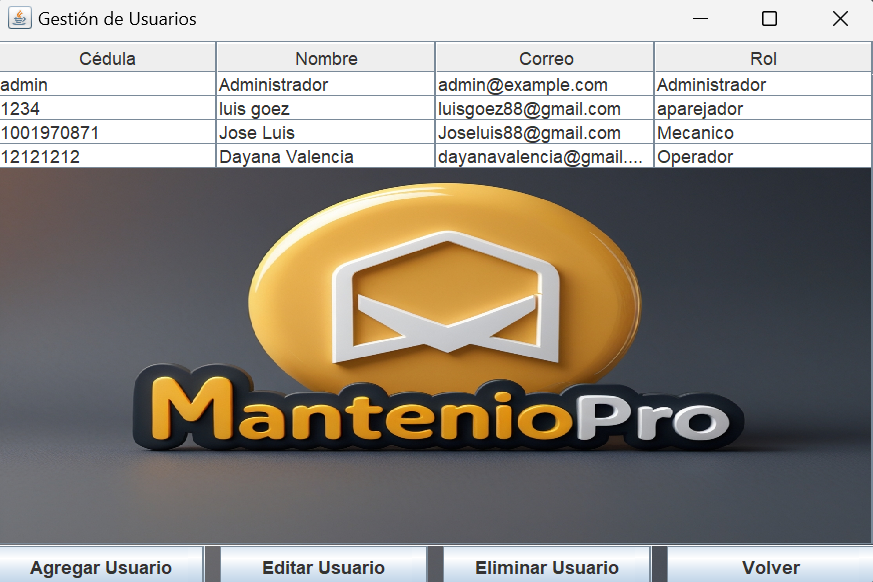 Gestión de Usuarios
Cédula Nombre Correo Rol
admin Administrador admin@example.com Administrador
1234 luis goez luisgoez88@gmail.com aparejador
1001970871 Jose Luis Joseluis88@gmail.com Mecanico
12121212 Dayana Valencia dayanavalencia@gmail.... Operador
MantenioPro
Agregar Usuario Editar Usuario Eliminar Usuario Volver